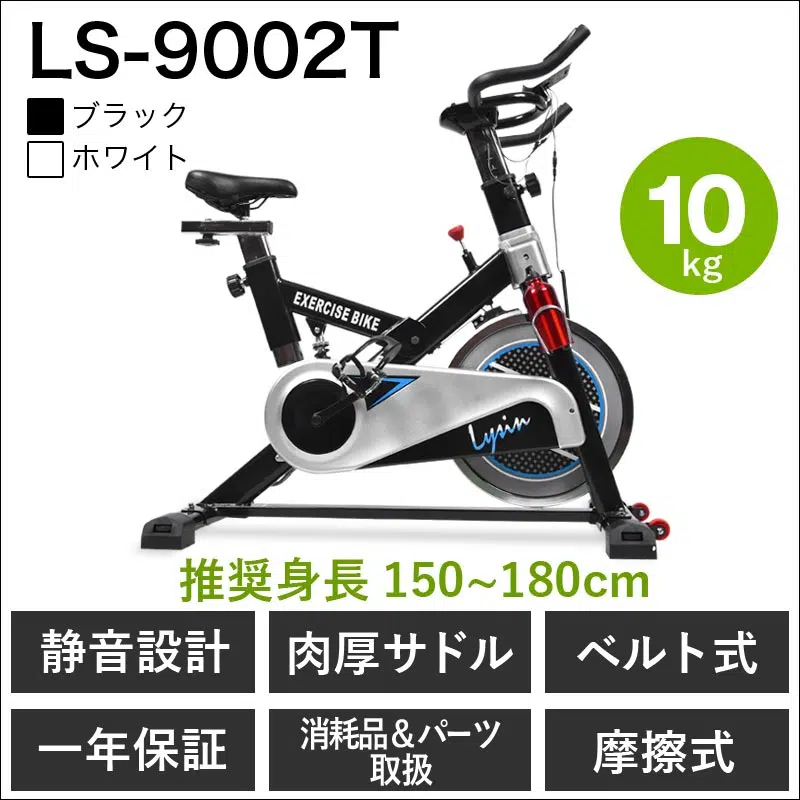 LS-9002T
ブラック
ホワイト
10
kg
EXERCISE BIKE
Lysin
推奨身長 150~180cm
静音設計
肉厚サドル
ベルト式
一年保証
消耗品＆パーツ
取扱
摩擦式